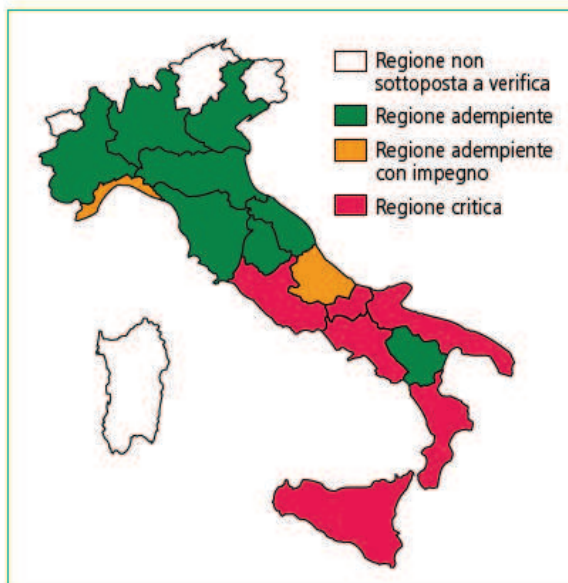 Regione non
sottoposta a verifica
Regione adempiente
Regione adempiente
con impegno
Regione critica